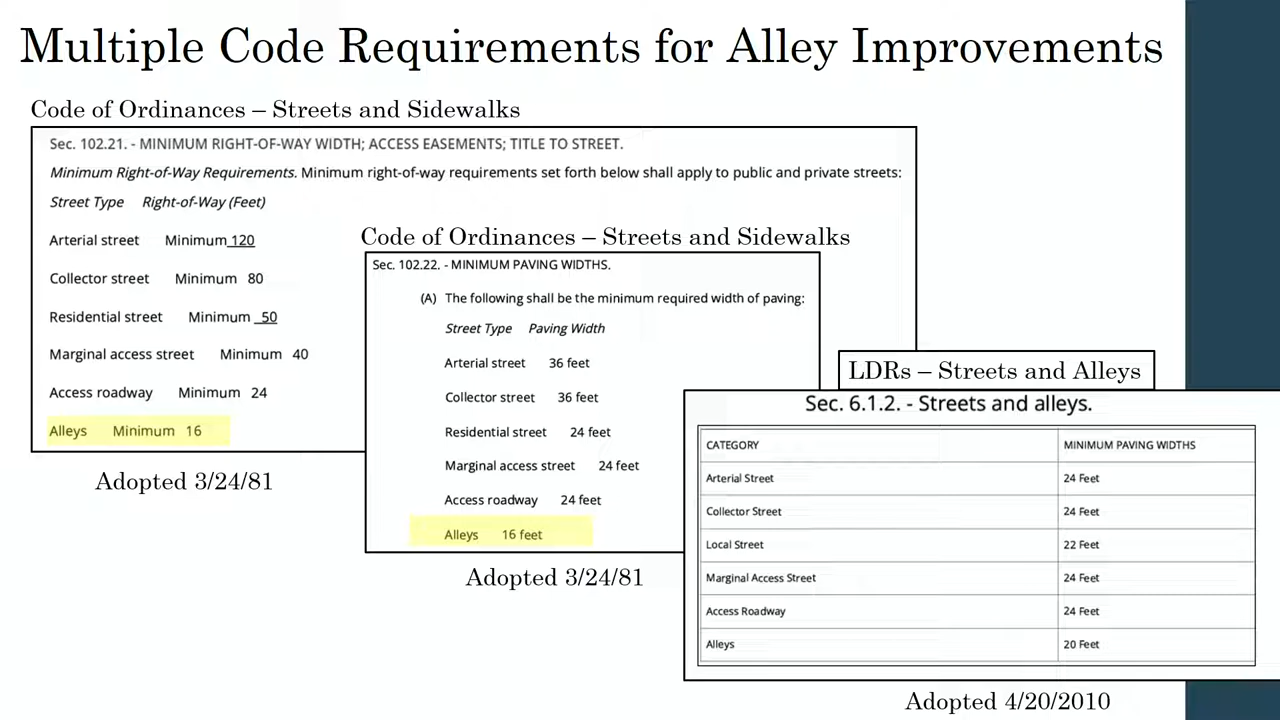 Multiple Code Requirements for Alley Improvements
Code of Ordinances – Streets and Sidewalks
Sec. 102.21. - MINIMUM RIGHT-OF-WAY WIDTH; ACCESS EASEMENTS; TITLE TO STREET.
Minimum Right-of-Way Requirements. Minimum right-of-way requirements set forth below shall apply to public and private streets:
Street Type Right-of-Way (Feet)
Arterial street Minimum 120
Collector street Minimum 80
Residential street Minimum 50
Marginal access street Minimum 40
Access roadway Minimum 24
Alleys Minimum 16
Adopted 3/24/81
Code of Ordinances – Streets and Sidewalks
Sec. 102.22. - MINIMUM PAVING WIDTHS.
(A) The following shall be the minimum required width of paving:
Street Type Paving Width
Arterial street 36 feet
Collector street 36 feet
Residential street 24 feet
Marginal access street 24 feet
Access roadway 24 feet
Alleys 16 feet
Adopted 3/24/81
LDRs – Streets and Alleys
Sec. 6.1.2. - Streets and alleys.
CATEGORY MINIMUM PAVING WIDTHS
Arterial Street 24 Feet
Collector Street 24 Feet
Local Street 22 Feet
Marginal Access Street 24 Feet
Access Roadway 24 Feet
Alleys 20 Feet
Adopted 4/20/2010